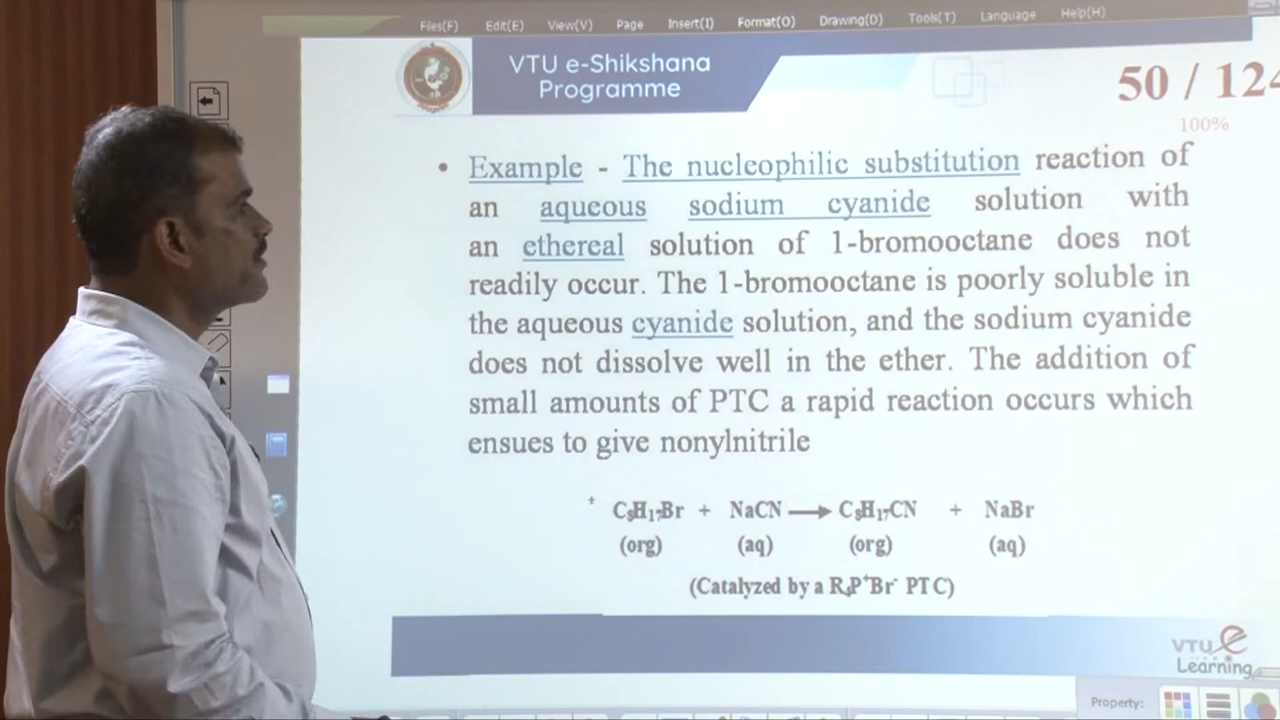 Files(F) Edit(E) View(V) Page Insert(I) Format(O) Drawing(D) Tools(T) Language Help(H)
VTU e-Shikshana
Programme
50 / 124
100%
• Example - The nucleophilic substitution reaction of
an aqueous sodium cyanide solution with
an ethereal solution of 1-bromooctane does not
readily occur. The 1-bromooctane is poorly soluble in
the aqueous cyanide solution, and the sodium cyanide
does not dissolve well in the ether. The addition of
small amounts of PTC a rapid reaction occurs which
ensues to give nonylnitrile
+ C₈H₁₇Br + NaCN → C₈H₁₇CN + NaBr
(org) (aq) (org) (aq)
(Catalyzed by a R₄P⁺Br⁻ PTC)
VTU e
Learning
Property: